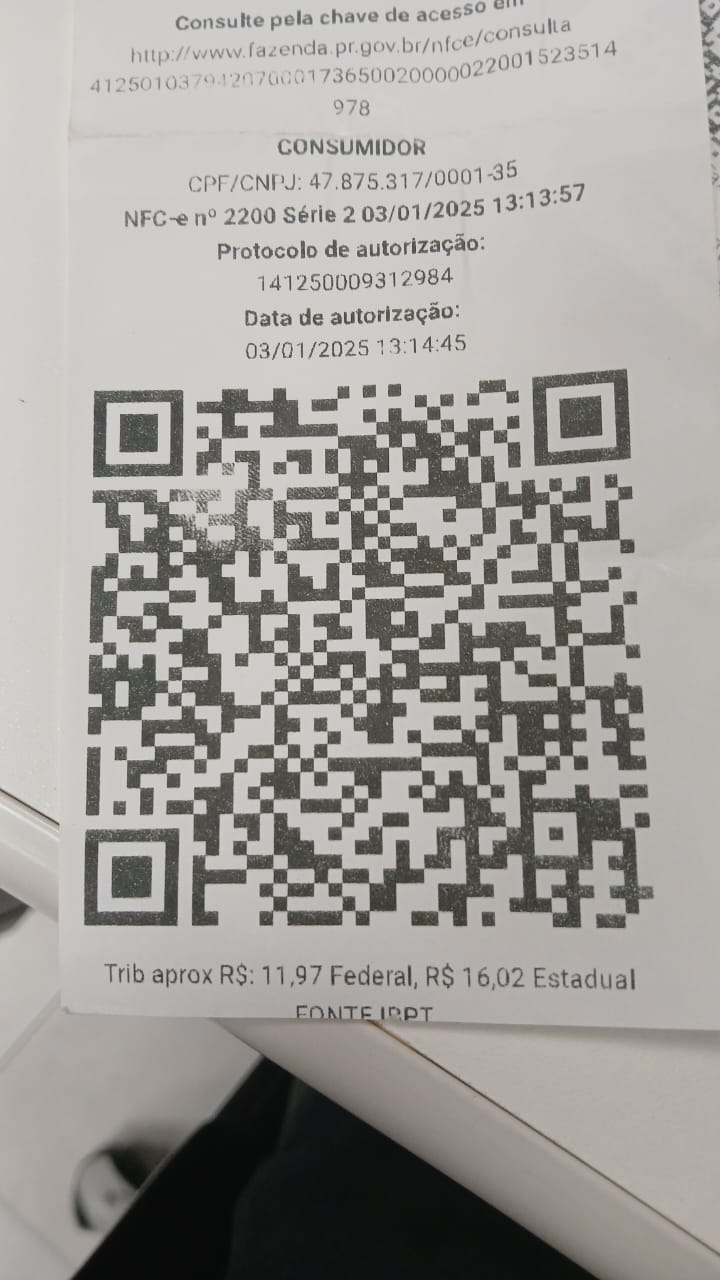 Consulte pela chave de acesso em
http://www.fazenda.pr.gov.br/nfce/consulta
41250103794207000173650020000022001523514
978
CONSUMIDOR
CPF/CNPJ: 47.875.317/0001-35
NFC-e nº 2200 Série 2 03/01/2025 13:13:57
Protocolo de autorização:
141250009312984
Data de autorização:
03/01/2025 13:14:45
Trib aprox R$: 11,97 Federal, R$ 16,02 Estadual
FONTE IBPT